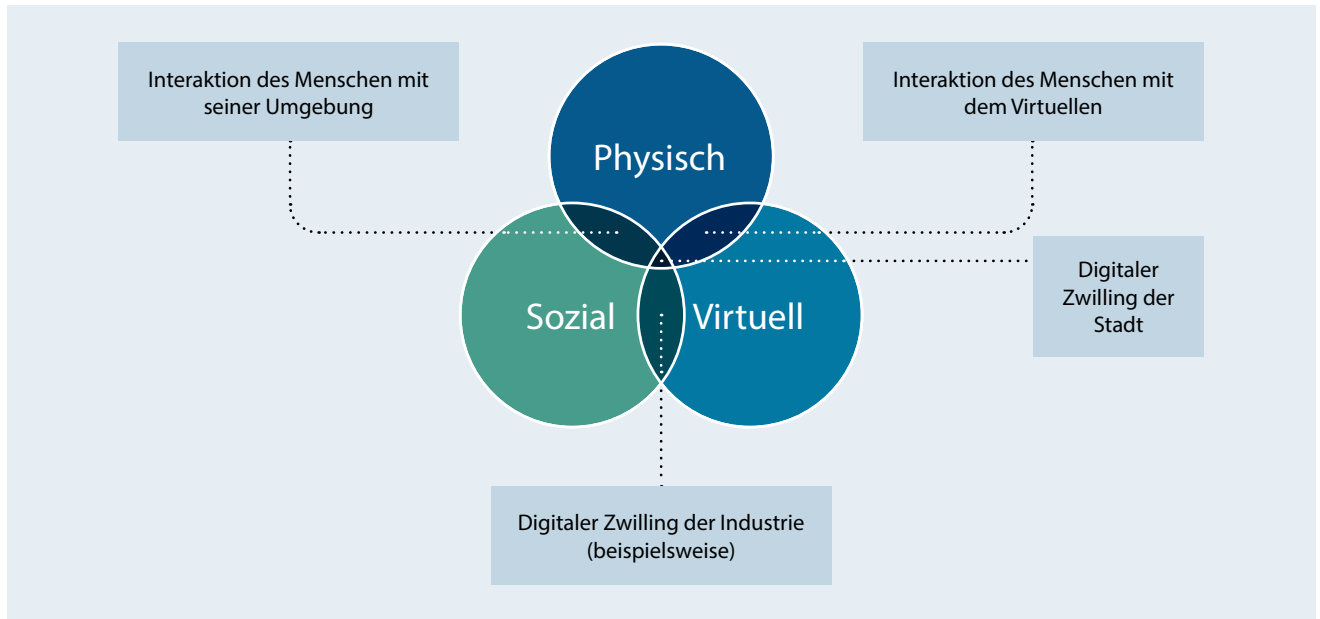 Interaktion des Menschen mit
seiner Umgebung
Interaktion des Menschen mit
dem Virtuellen
Physisch
Digitaler
Zwilling der
Stadt
Sozial
Virtuell
Digitaler Zwilling der Industrie
(beispielsweise)